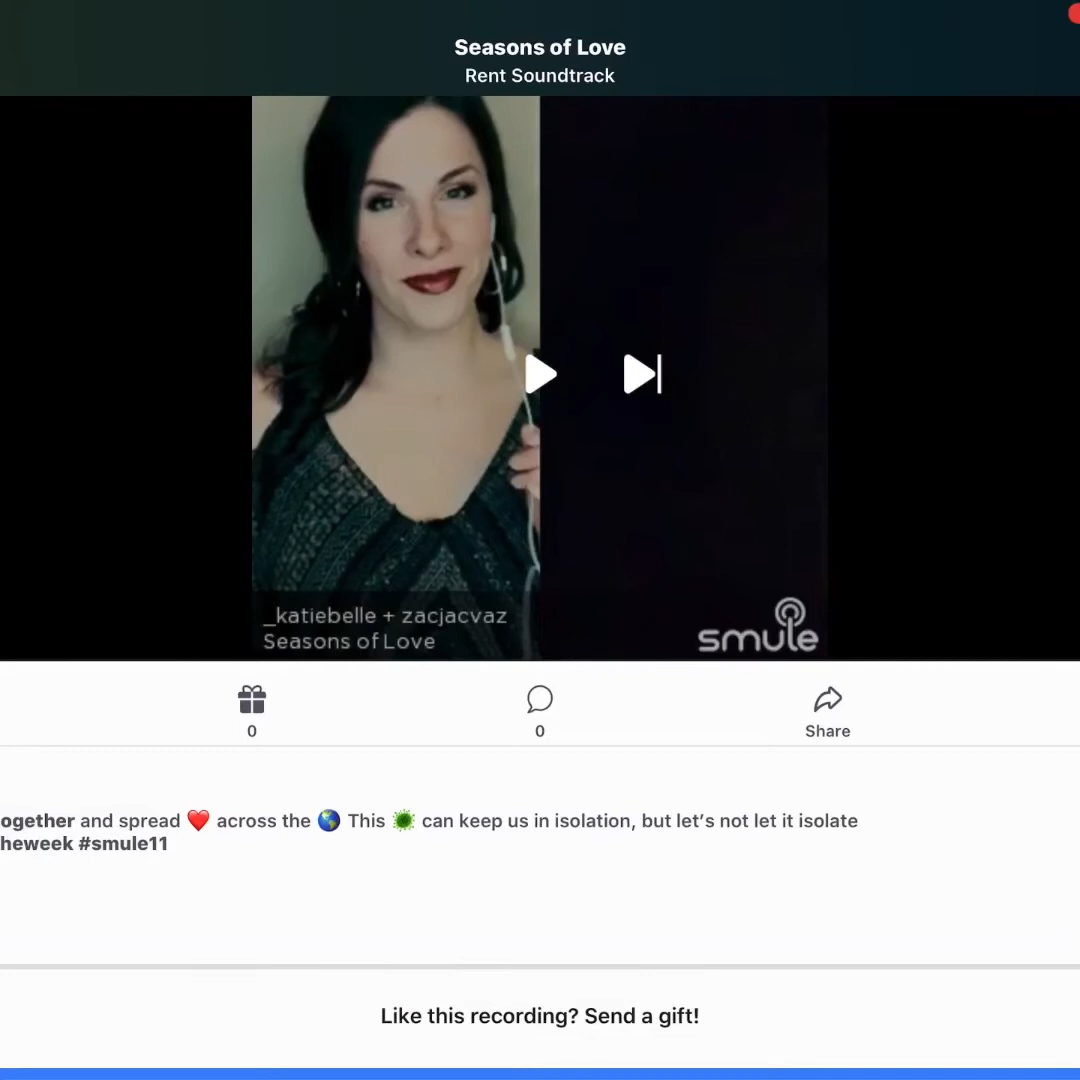 Seasons of Love
Rent Soundtrack
_katiebelle + zacjacvaz
Seasons of Love
smule
0
0
Share
ogether and spread ❤️ across the 🌎 This 🦠 can keep us in isolation, but let’s not let it isolate
heweek #smule11
Like this recording? Send a gift!